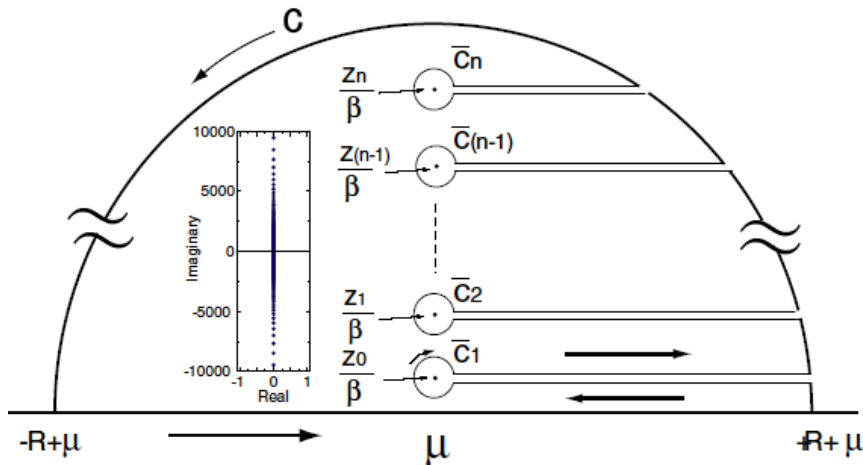 C
Zn
β
C̅n
10000
5000
0
-5000
-10000
Imaginary
-1 0 1
Real
Z(n-1)
β
C̅(n-1)
Z1
β
C̅2
Z0
β
C̅1
-R+μ
μ
+R+ μ